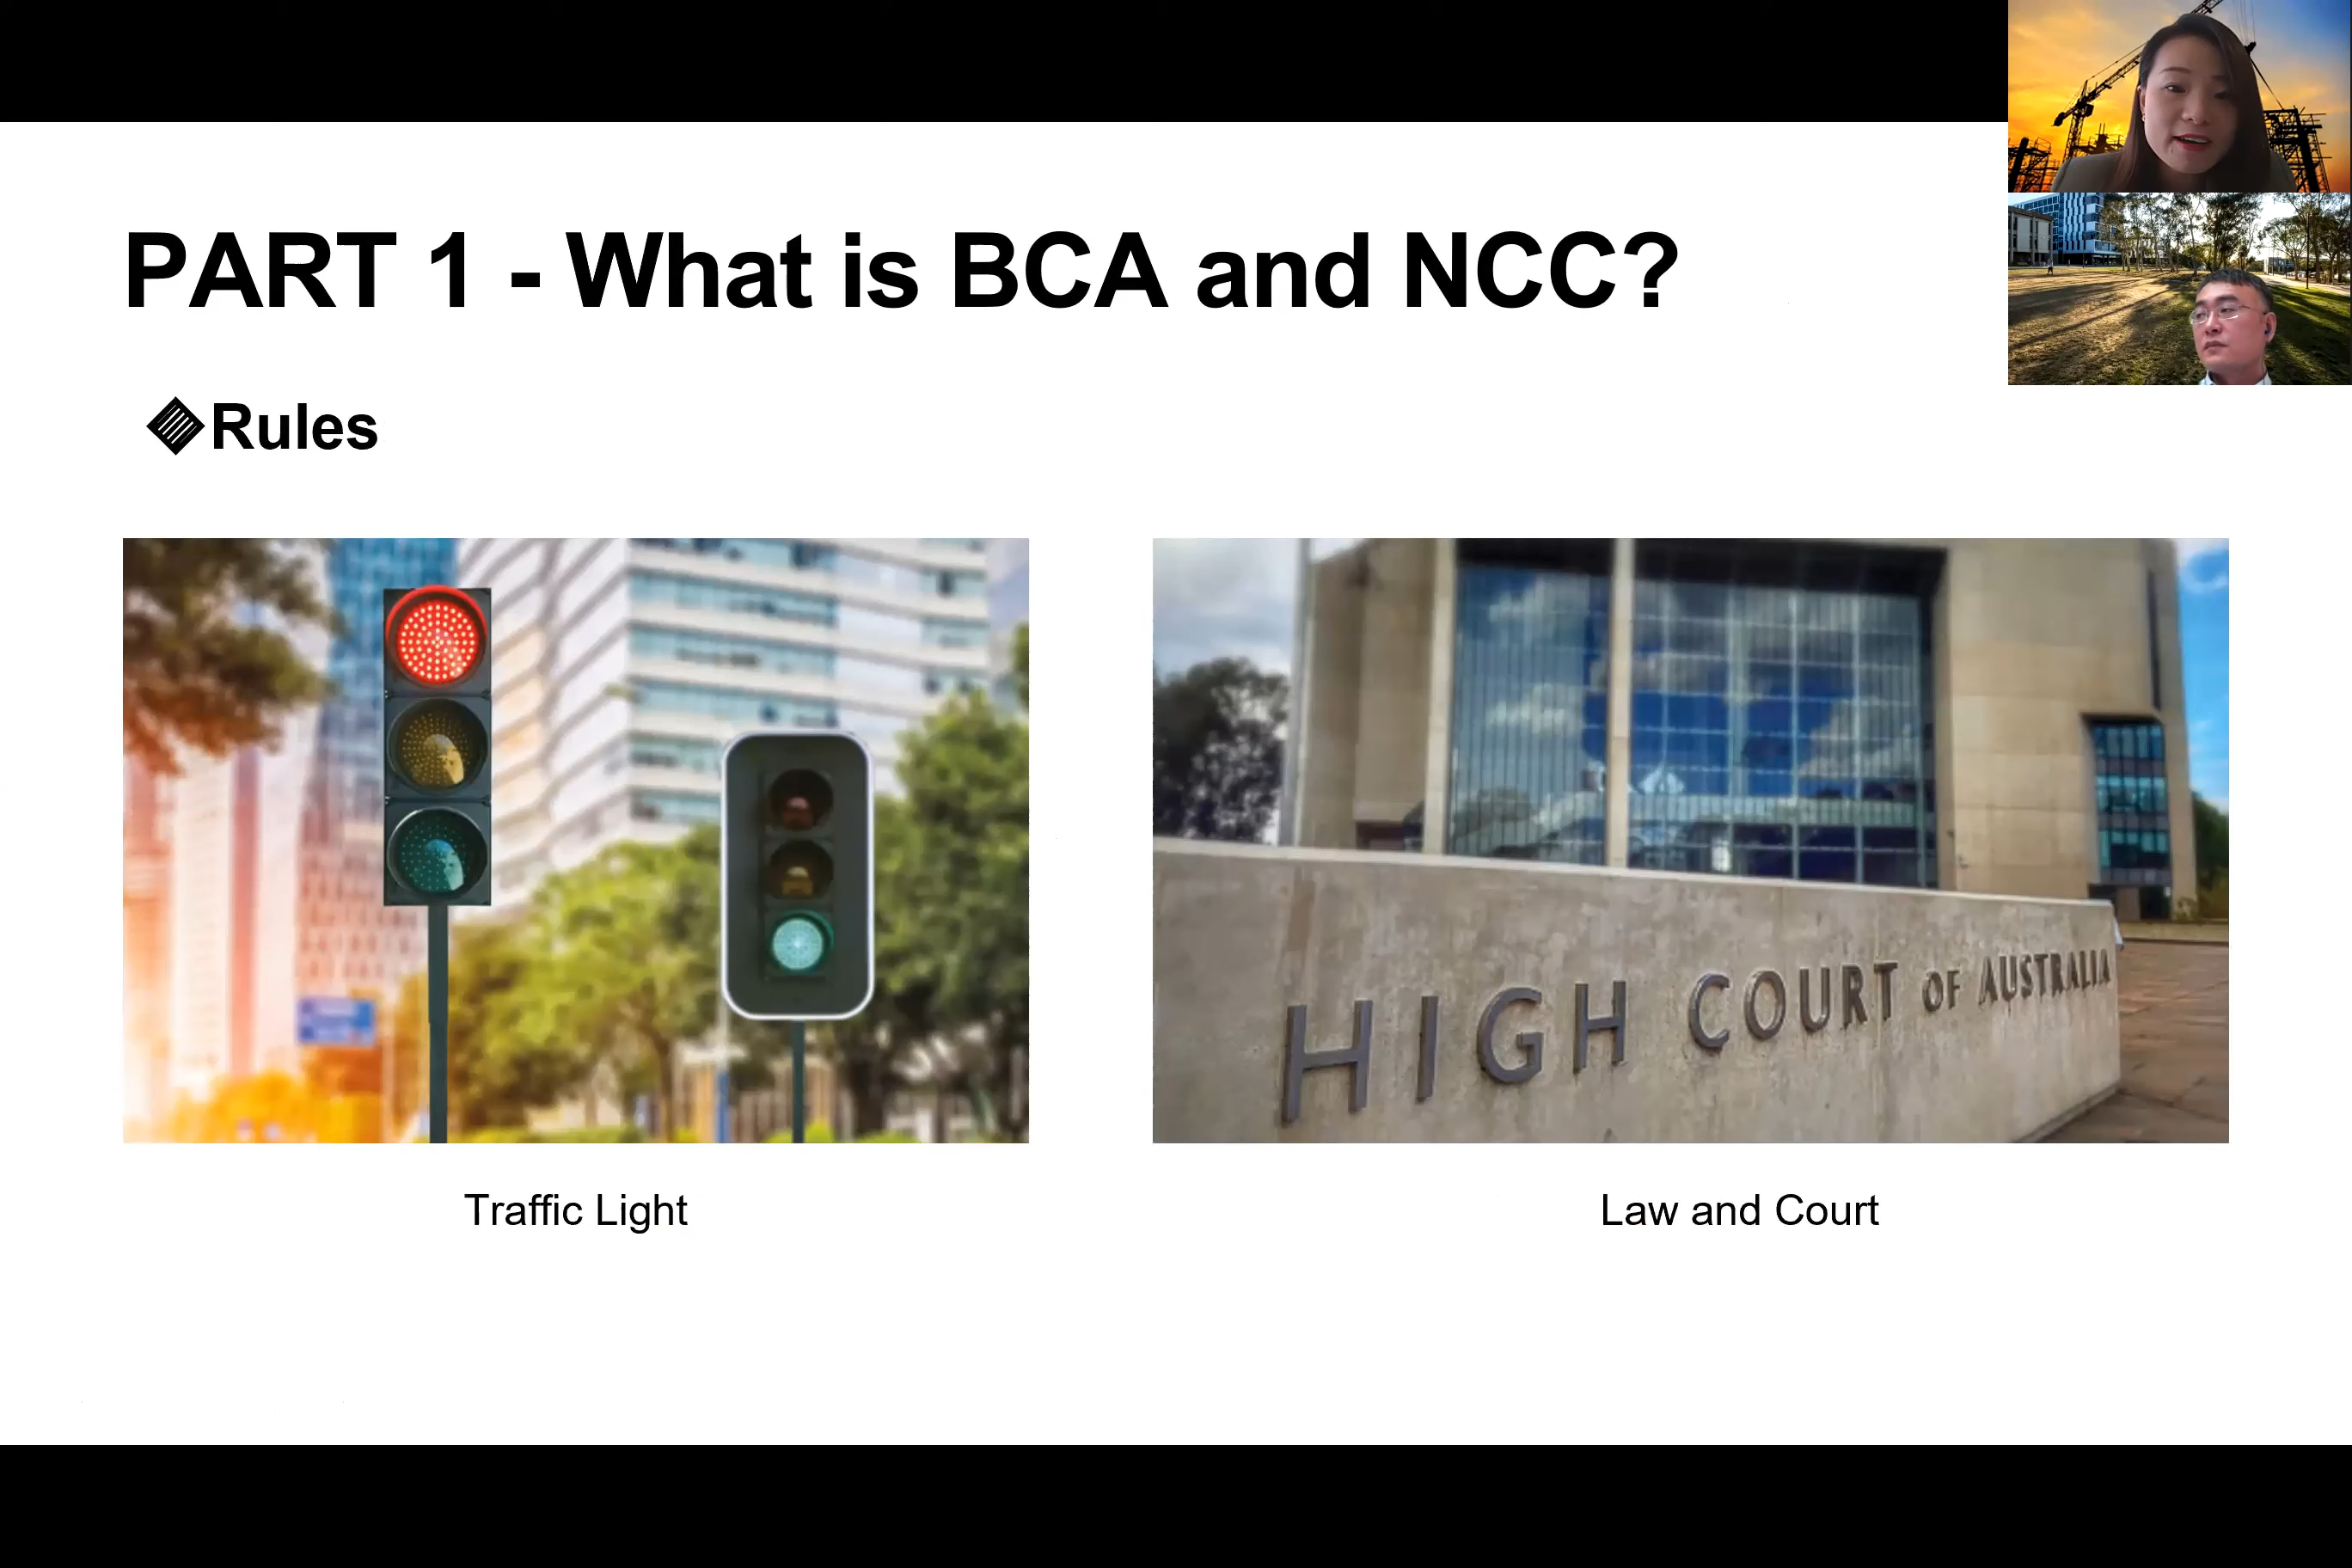 PART 1 - What is BCA and NCC?
Rules
HIGH COURT OF AUSTRALIA
Traffic Light
Law and Court